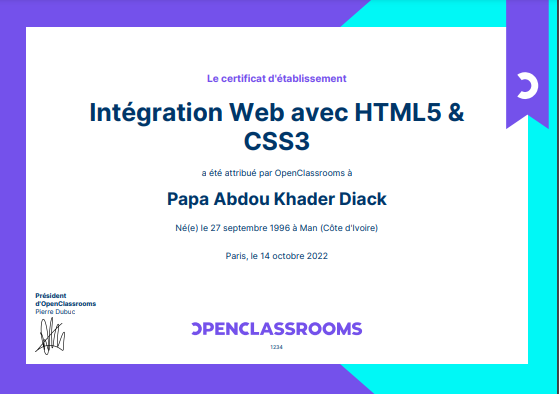 Le certificat d'établissement
Intégration Web avec HTML5 &
CSS3
a été attribué par OpenClassrooms à
Papa Abdou Khader Diack
Né(e) le 27 septembre 1996 à Man (Côte d'Ivoire)
Paris, le 14 octobre 2022
Président
d'OpenClassrooms
Pierre Dubuc
OPENCLASSROOMS
1234